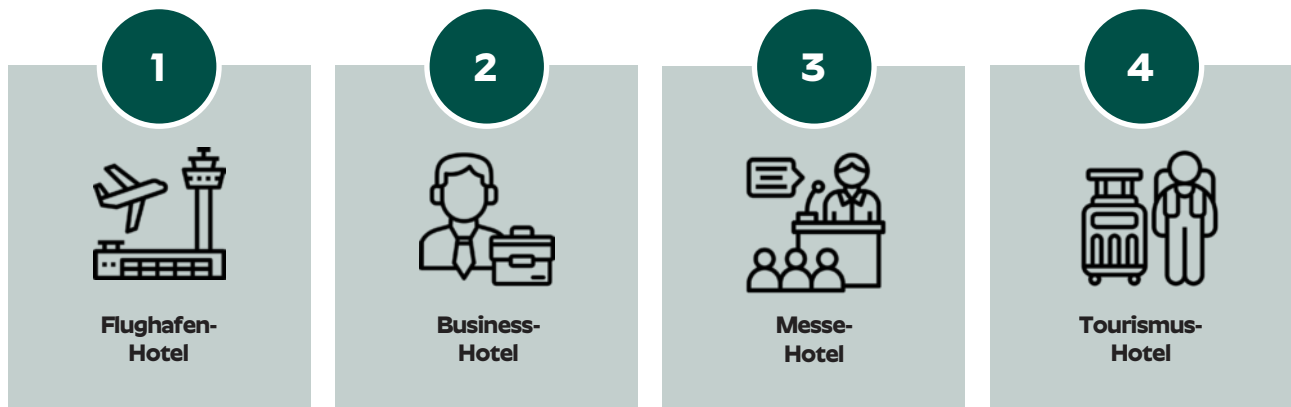 1
Flughafen-
Hotel
2
Business-
Hotel
3
Messe-
Hotel
4
Tourismus-
Hotel